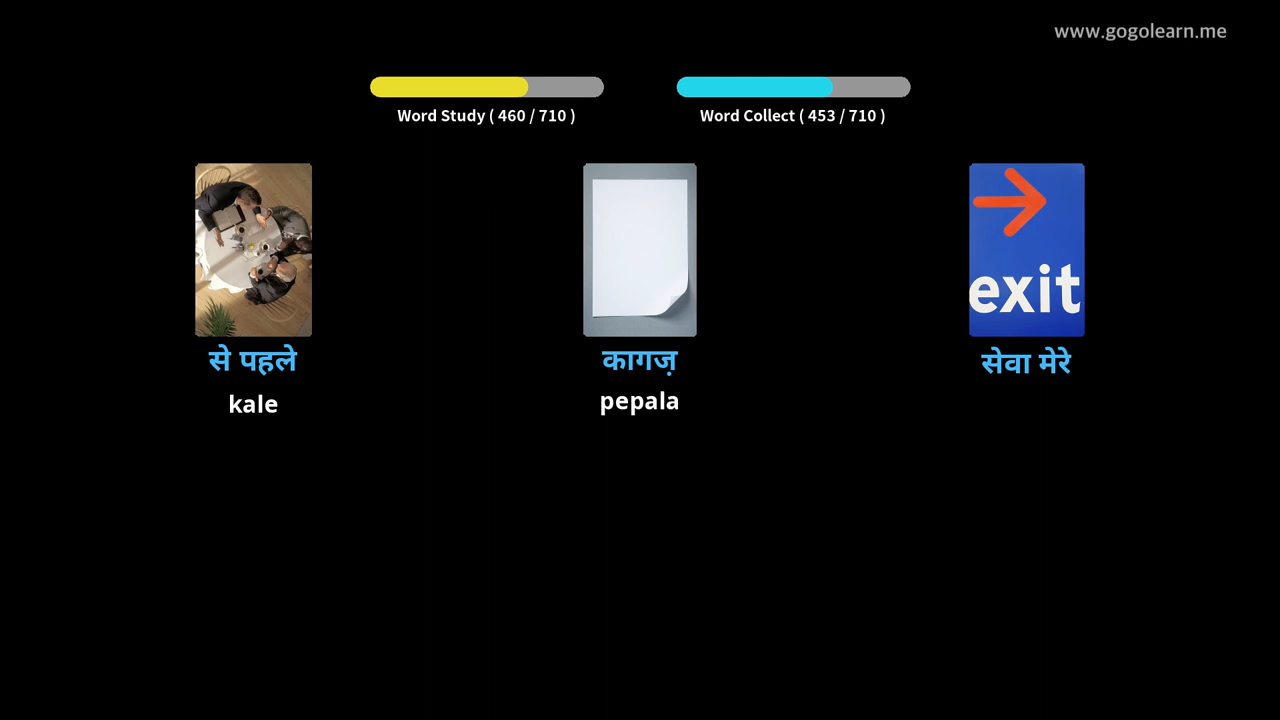 www.gogolearn.me
Word Study ( 460 / 710 )
Word Collect ( 453 / 710 )
exit
से पहले
कागज़
सेवा मेरे
kale
pepala